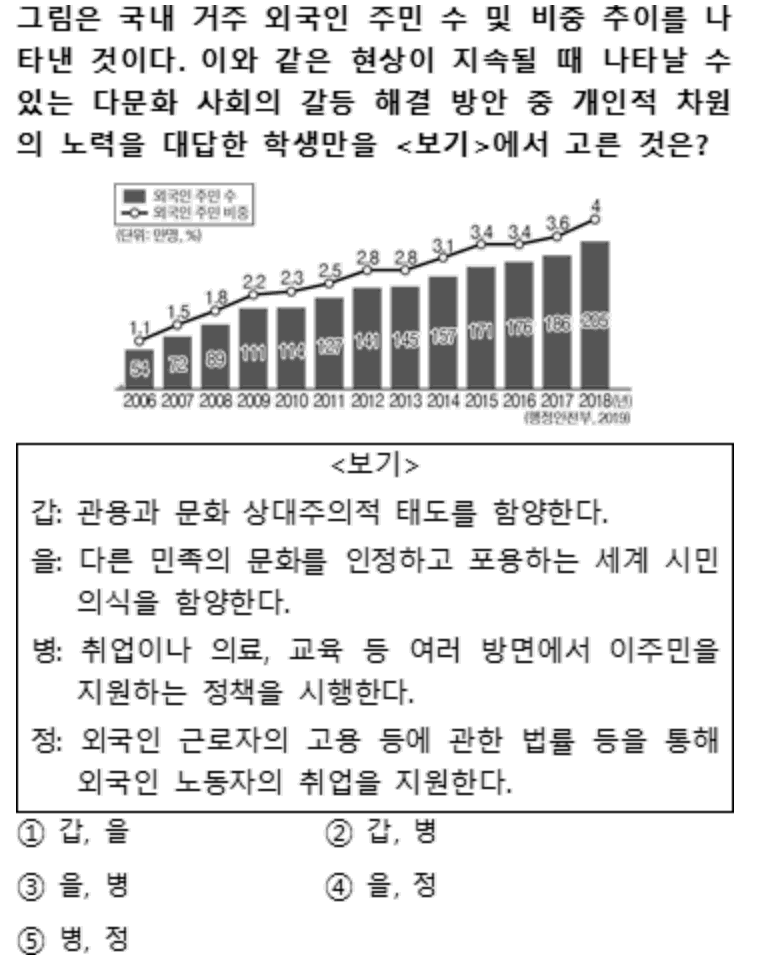 그림은 국내 거주 외국인 주민 수 및 비중 추이를 나
타낸 것이다. 이와 같은 현상이 지속될 때 나타날 수
있는 다문화 사회의 갈등 해결 방안 중 개인적 차원
의 노력을 대답한 학생만을 <보기>에서 고른 것은?
외국인 주민 수
외국인 주민 비중
(단위: 만명, %)
1.1 1.5 1.8 2.2 2.3 2.5 2.8 2.8 3.1 3.4 3.4 3.6 4
54 72 89 111 114 127 141 145 157 171 176 186 205
2006 2007 2008 2009 2010 2011 2012 2013 2014 2015 2016 2017 2018(년)
(행정안전부, 2019)
<보기>
갑: 관용과 문화 상대주의적 태도를 함양한다.
을: 다른 민족의 문화를 인정하고 포용하는 세계 시민
의식을 함양한다.
병: 취업이나 의료, 교육 등 여러 방면에서 이주민을
지원하는 정책을 시행한다.
정: 외국인 근로자의 고용 등에 관한 법률 등을 통해
외국인 노동자의 취업을 지원한다.
① 갑, 을 ② 갑, 병
③ 을, 병 ④ 을, 정
⑤ 병, 정